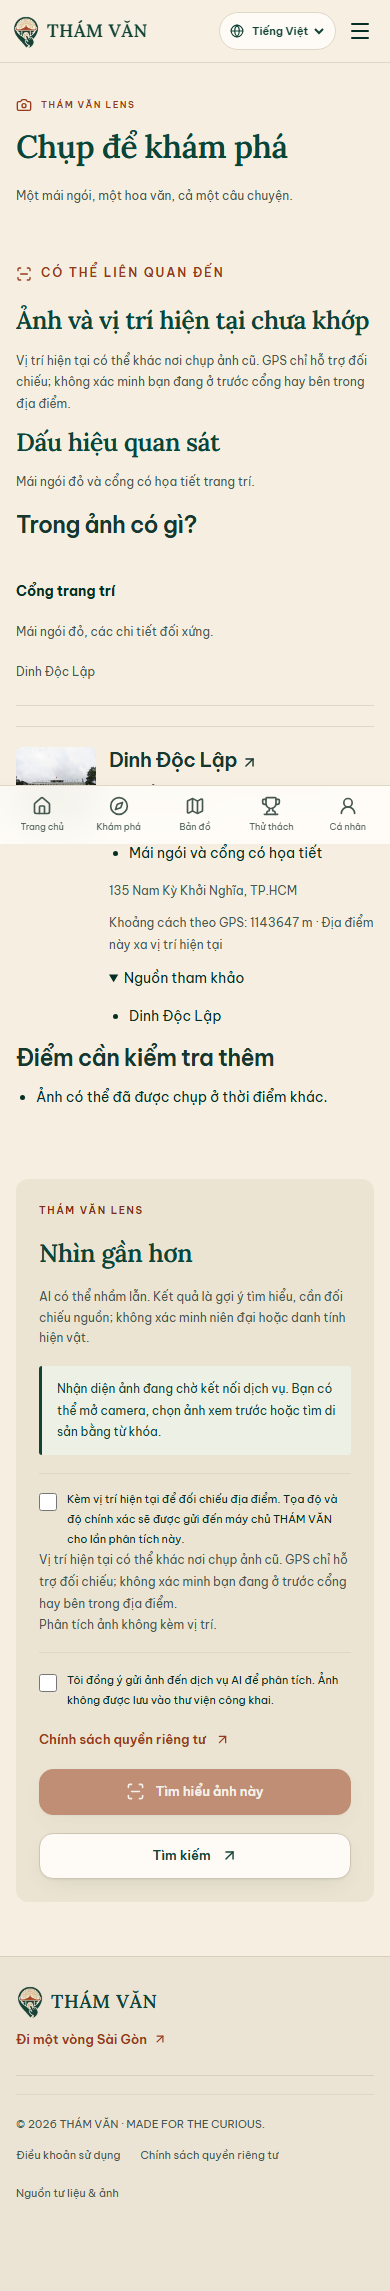 THÁM VĂN
Tiếng Việt
THÁM VĂN LENS
Chụp để khám phá
Một mái ngói, một hoa văn, cả một câu chuyện.
CÓ THỂ LIÊN QUAN ĐẾN
Ảnh và vị trí hiện tại chưa khớp
Vị trí hiện tại có thể khác nơi chụp ảnh cũ. GPS chỉ hỗ trợ đối
chiếu; không xác minh bạn đang ở trước cổng hay bên trong
địa điểm.
Dấu hiệu quan sát
Mái ngói đỏ và cổng có họa tiết trang trí.
Trong ảnh có gì?
Cổng trang trí
Mái ngói đỏ, các chi tiết đối xứng.
Dinh Độc Lập
Dinh Độc Lập
Trang chủ
Khám phá
Bản đồ
Thử thách
Cá nhân
Mái ngói và cổng có họa tiết
135 Nam Kỳ Khởi Nghĩa, TP.HCM
Khoảng cách theo GPS: 1143647 m · Địa điểm
này xa vị trí hiện tại
Nguồn tham khảo
Dinh Độc Lập
Điểm cần kiểm tra thêm
Ảnh có thể đã được chụp ở thời điểm khác.
THÁM VĂN LENS
Nhìn gần hơn
AI có thể nhầm lẫn. Kết quả là gợi ý tìm hiểu, cần đối
chiếu nguồn; không xác minh niên đại hoặc danh tính
hiện vật.
Nhận diện ảnh đang chờ kết nối dịch vụ. Bạn có
thể mở camera, chọn ảnh xem trước hoặc tìm di
sản bằng từ khóa.
Kèm vị trí hiện tại để đối chiếu địa điểm. Tọa độ và
độ chính xác sẽ được gửi đến máy chủ THÁM VĂN
cho lần phân tích này.
Vị trí hiện tại có thể khác nơi chụp ảnh cũ. GPS chỉ hỗ
trợ đối chiếu; không xác minh bạn đang ở trước cổng
hay bên trong địa điểm.
Phân tích ảnh không kèm vị trí.
Tôi đồng ý gửi ảnh đến dịch vụ AI để phân tích. Ảnh
không được lưu vào thư viện công khai.
Chính sách quyền riêng tư
Tìm hiểu ảnh này
Tìm kiếm
THÁM VĂN
Đi một vòng Sài Gòn
© 2026 THÁM VĂN · MADE FOR THE CURIOUS.
Điều khoản sử dụng
Chính sách quyền riêng tư
Nguồn tư liệu & ảnh